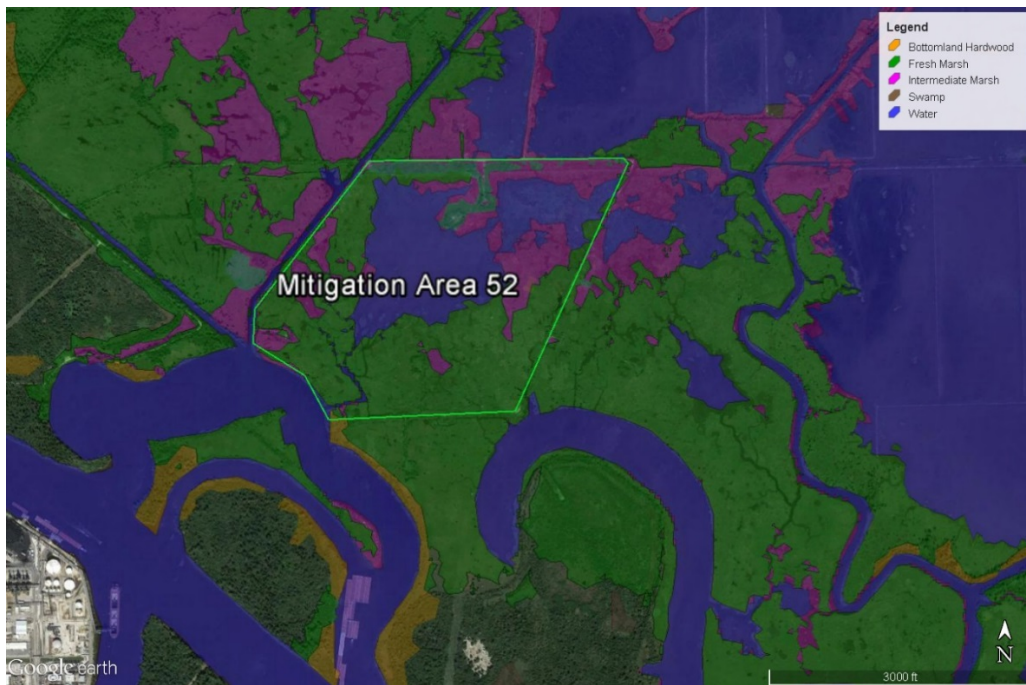 Legend
Bottomland Hardwood
Fresh Marsh
Intermediate Marsh
Swamp
Water
Mitigation Area 52
Google earth
N
3000 ft